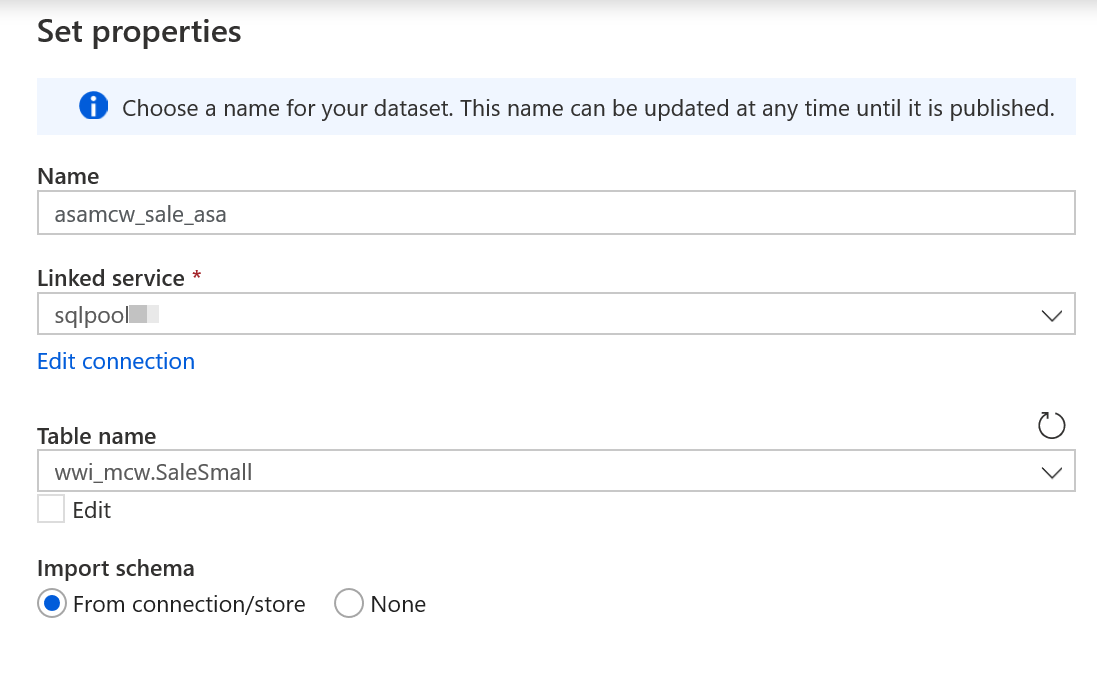 Set properties
Choose a name for your dataset. This name can be updated at any time until it is published.
Name
asamcw_sale_asa
Linked service *
sqlpool
Edit connection
Table name
wwi_mcw.SaleSmall
Edit
Import schema
From connection/store None